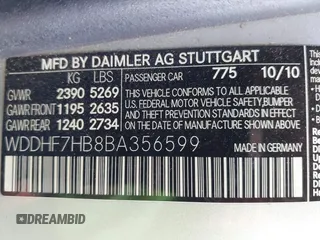 MFD BY DAIMLER AG STUTTGART
KG LBS
GVWR 2390 5269
GAWR FRONT 1195 2635
GAWR REAR 1240 2734
PASSENGER CAR 775 10/10
THIS VEHICLE CONFORMS TO ALL APPLICABLE
U.S. FEDERAL MOTOR VEHICLE SAFETY,
BUMPER, AND THEFT PREVENTION STANDARDS
IN EFFECT ON THE DATE OF MANUFACTURE
SHOWN ABOVE.
WDDHF7HB8BA356599
MADE IN GERMANY
AutoBidMaster